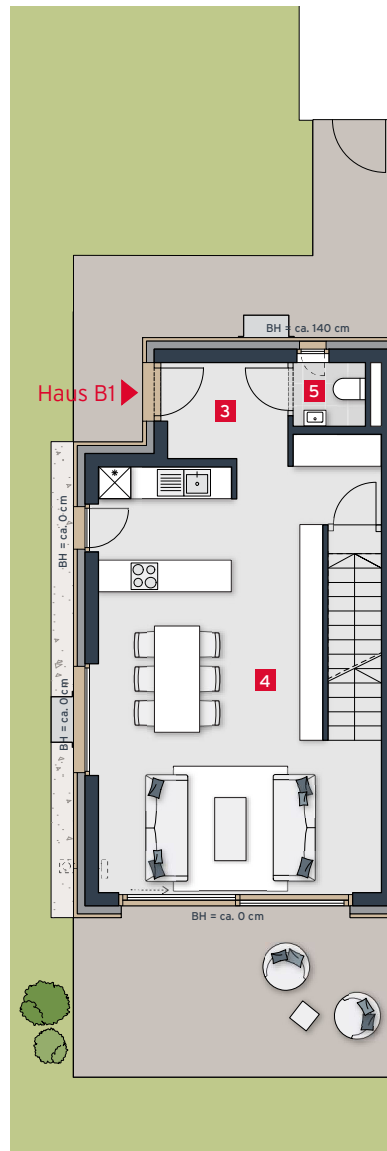 BH = ca. 140 cm
Haus B1
3
5
BH = ca. 0 cm
4
BH = ca. 0 cm
BH = ca. 0 cm